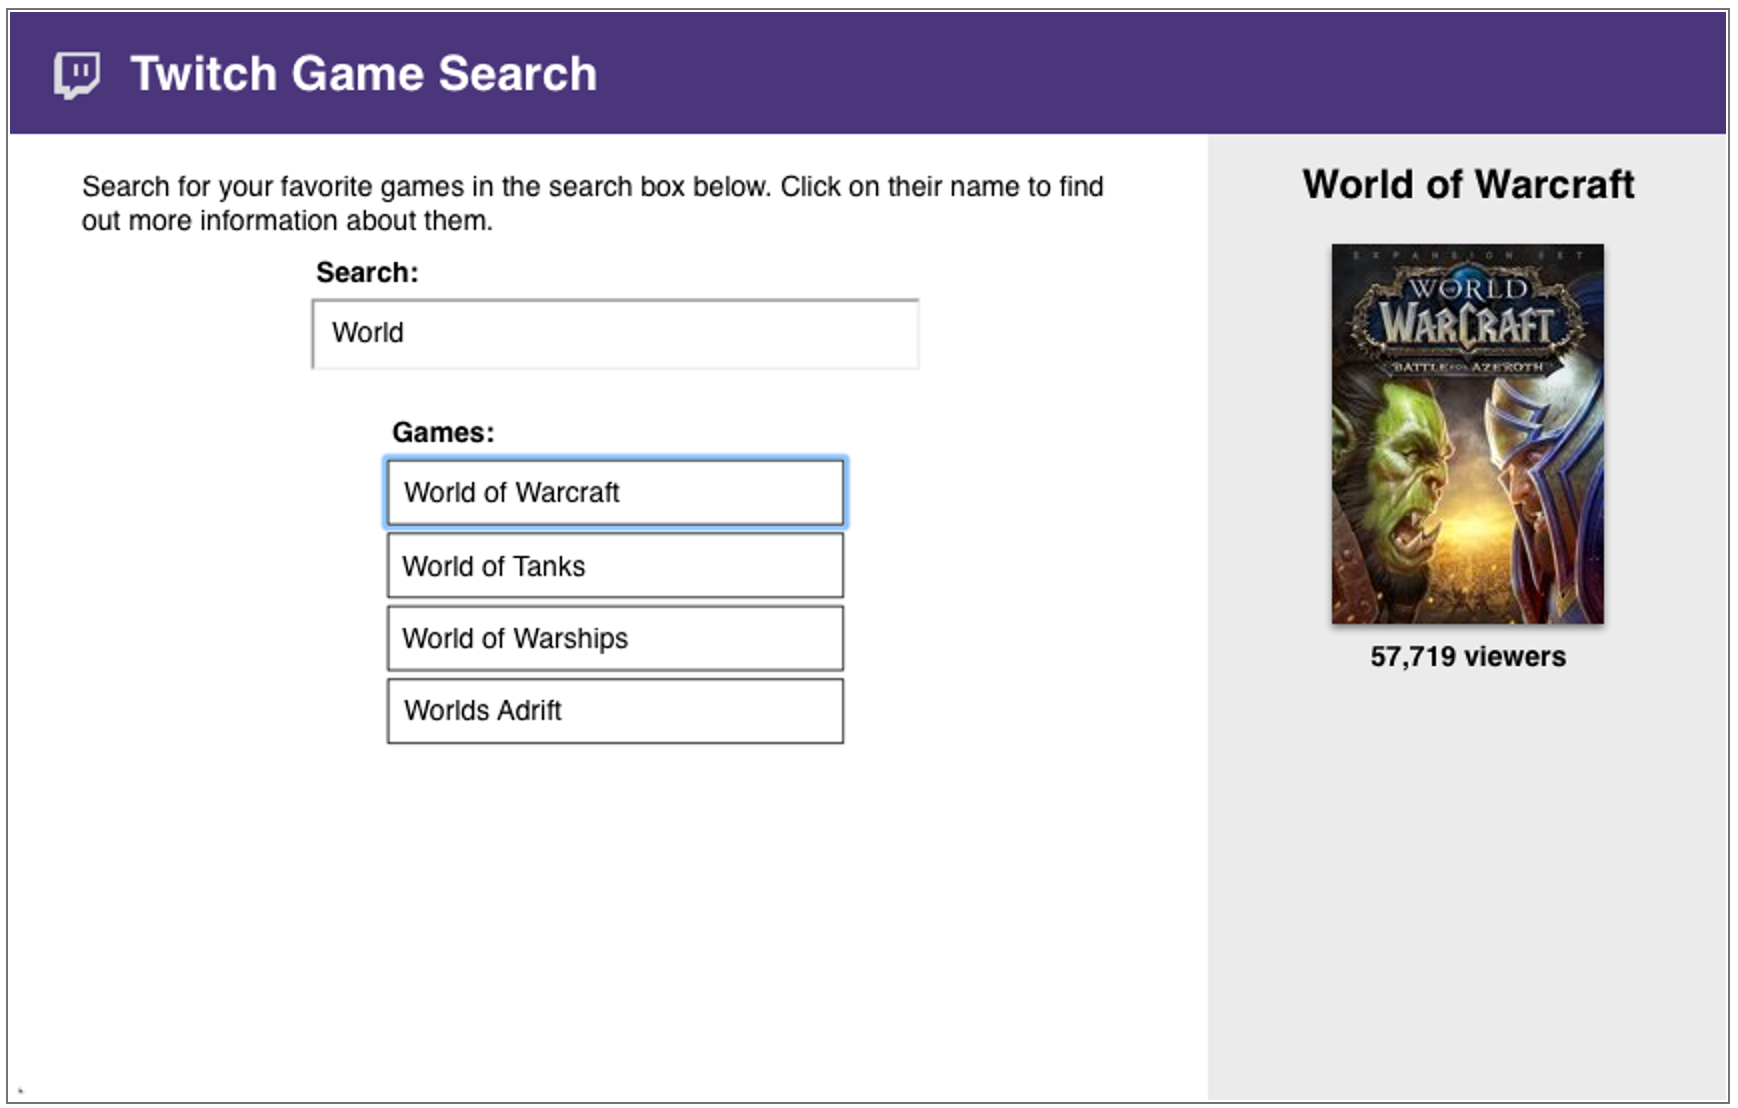 Twitch Game Search
Search for your favorite games in the search box below. Click on their name to find
out more information about them.
Search:
World
Games:
World of Warcraft
World of Tanks
World of Warships
Worlds Adrift
World of Warcraft
EXPANSION SET
WORLD
OF
WARCRAFT
BATTLE FOR AZEROTH
57,719 viewers